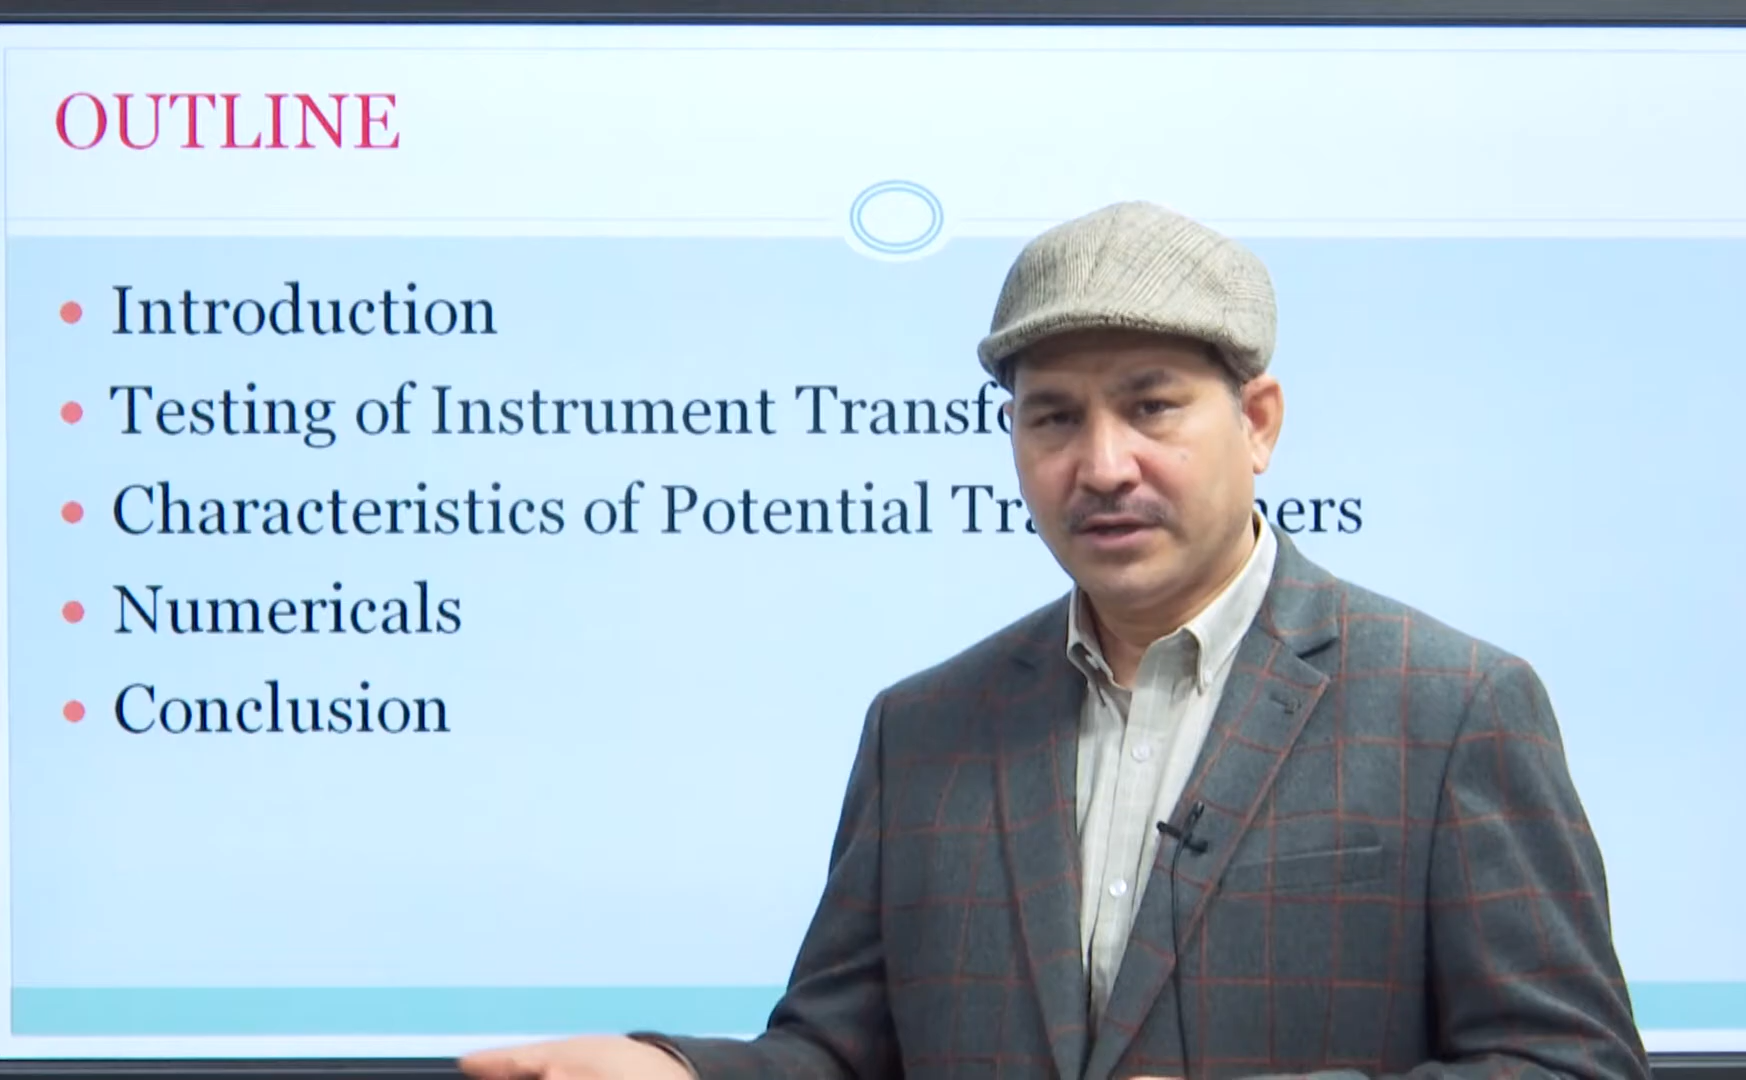 OUTLINE
Introduction
Testing of Instrument
Characteristics of Potential
Numericals
Conclusion